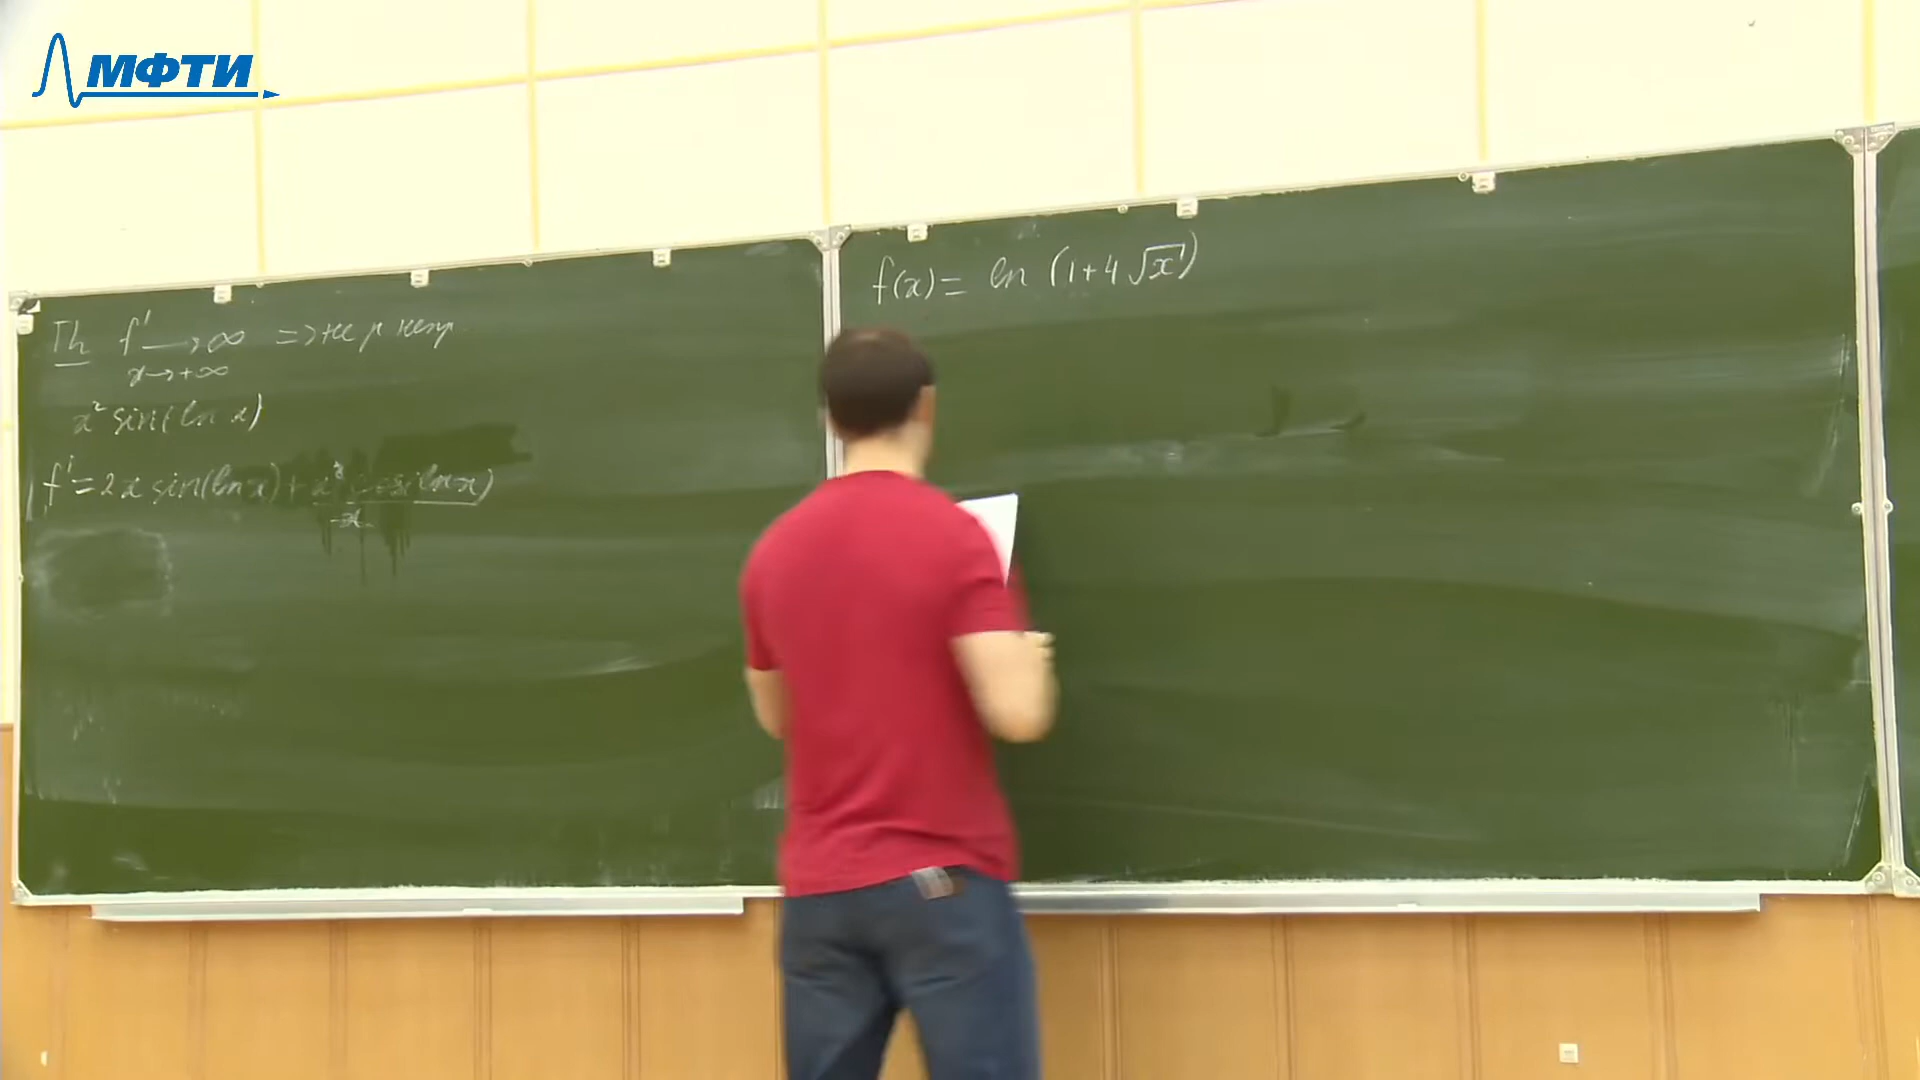 МФТИ
Th f' → ∞ => не р непр
x → +∞
x² sin(ln x)
f' = 2x sin(ln x) + x² cos(ln x)
x
f(x) = ln (1+4√x)